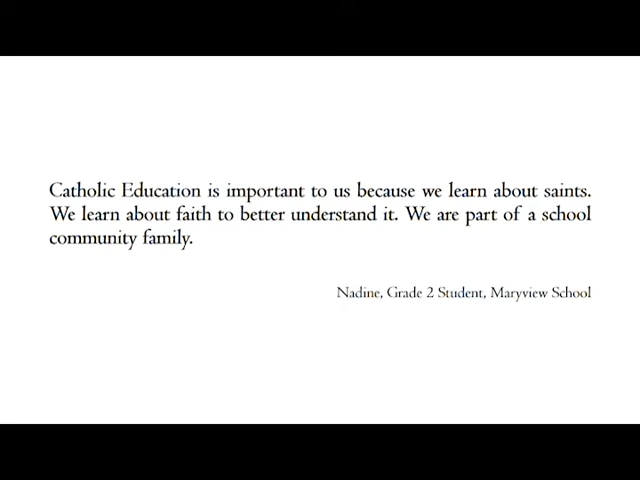 Catholic Education is important to us because we learn about saints.
We learn about faith to better understand it. We are part of a school
community family.
Nadine, Grade 2 Student, Maryview School